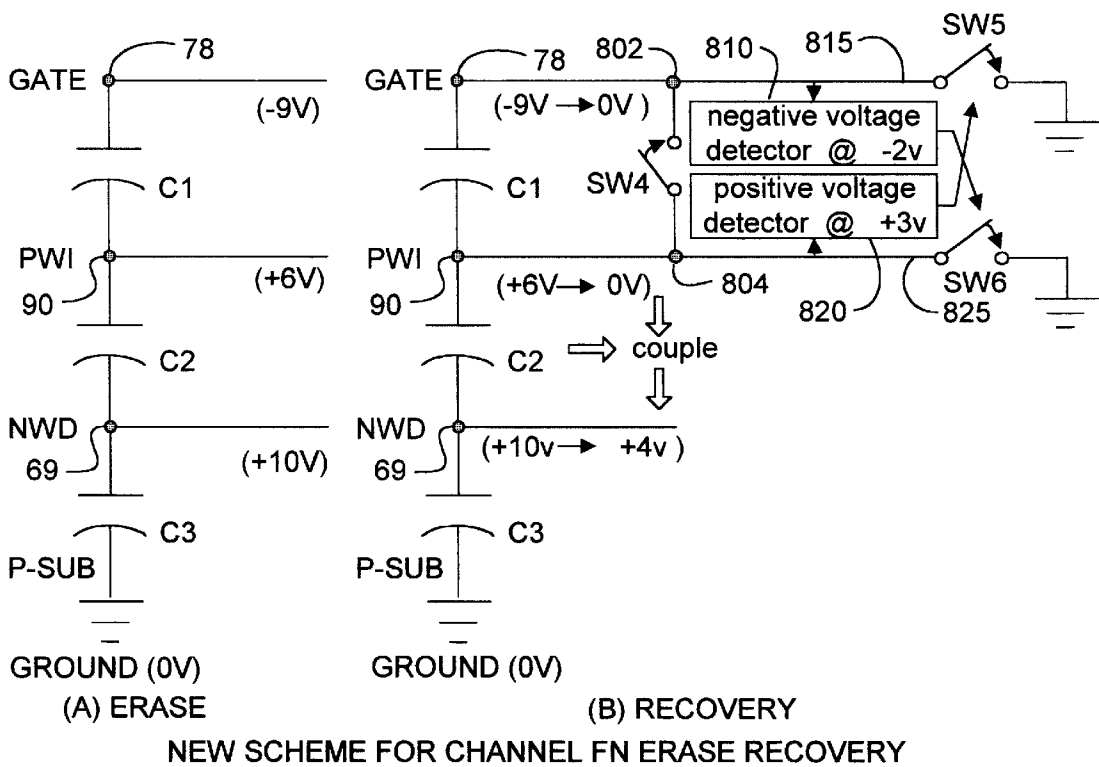 78
GATE
(-9V)
C1
PWI
90
(+6V)
C2
NWD
69
(+10V)
C3
P-SUB
GROUND (0V)
(A) ERASE
78
802
810
815
SW5
GATE
(-9V → 0V )
negative voltage
detector @ -2v
SW4
positive voltage
detector @ +3v
C1
PWI
90
(+6V → 0V)
804
820
825
SW6
couple
C2
NWD
69
(+10v → +4v )
C3
P-SUB
GROUND (0V)
(B) RECOVERY
NEW SCHEME FOR CHANNEL FN ERASE RECOVERY